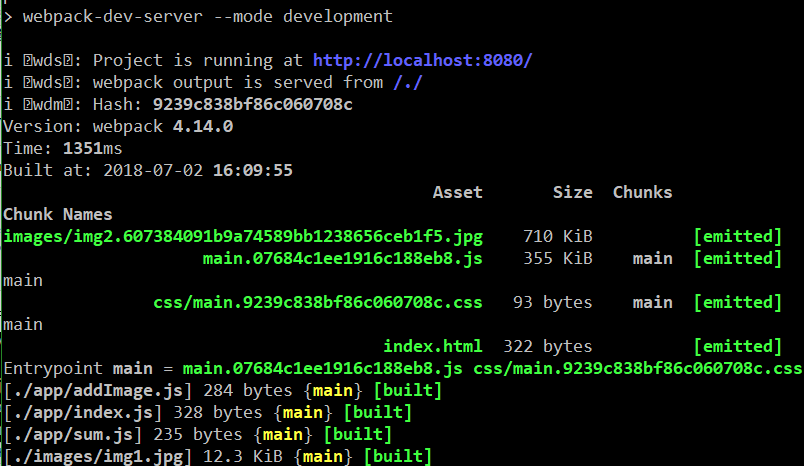 > webpack-dev-server --mode development
i ｢wds｣: Project is running at http://localhost:8080/
i ｢wds｣: webpack output is served from /./
i ｢wdm｣: Hash: 9239c838bf86c060708c
Version: webpack 4.14.0
Time: 1351ms
Built at: 2018-07-02 16:09:55
Asset Size Chunks
Chunk Names
images/img2.607384091b9a74589bb1238656ceb1f5.jpg 710 KiB [emitted]
main.07684c1ee1916c188eb8.js 355 KiB main [emitted]
main
css/main.9239c838bf86c060708c.css 93 bytes main [emitted]
main
index.html 322 bytes [emitted]
Entrypoint main = main.07684c1ee1916c188eb8.js css/main.9239c838bf86c060708c.css
[./app/addImage.js] 284 bytes {main} [built]
[./app/index.js] 328 bytes {main} [built]
[./app/sum.js] 235 bytes {main} [built]
[./images/img1.jpg] 12.3 KiB {main} [built]